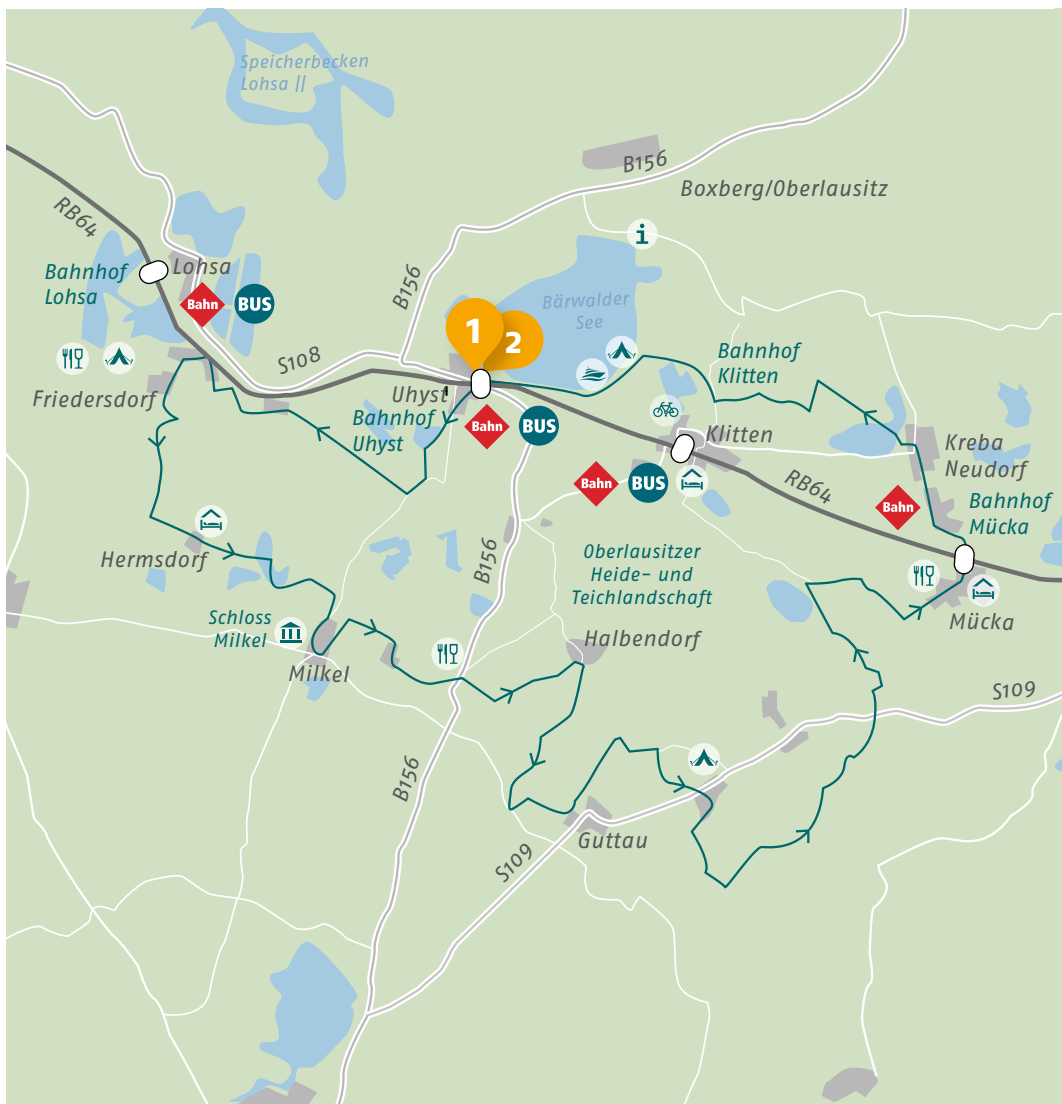 Speicherbecken
Lohsa ||
B156
Boxberg/Oberlausitz
RB64
Bahnhof
Lohsa
Lohsa
Bahn
BUS
B156
i
Bärwalder
See
1
2
S108
Friedersdorf
Uhyst
Bahnhof
Uhyst
Bahn
BUS
Bahnhof
Klitten
Klitten
Bahn
BUS
RB64
Kreba
Neudorf
Bahn
Bahnhof
Mücka
Mücka
Hermsdorf
B156
Oberlausitzer
Heide- und
Teichlandschaft
Schloss
Milkel
Milkel
Halbendorf
S109
B156
Guttau
S109